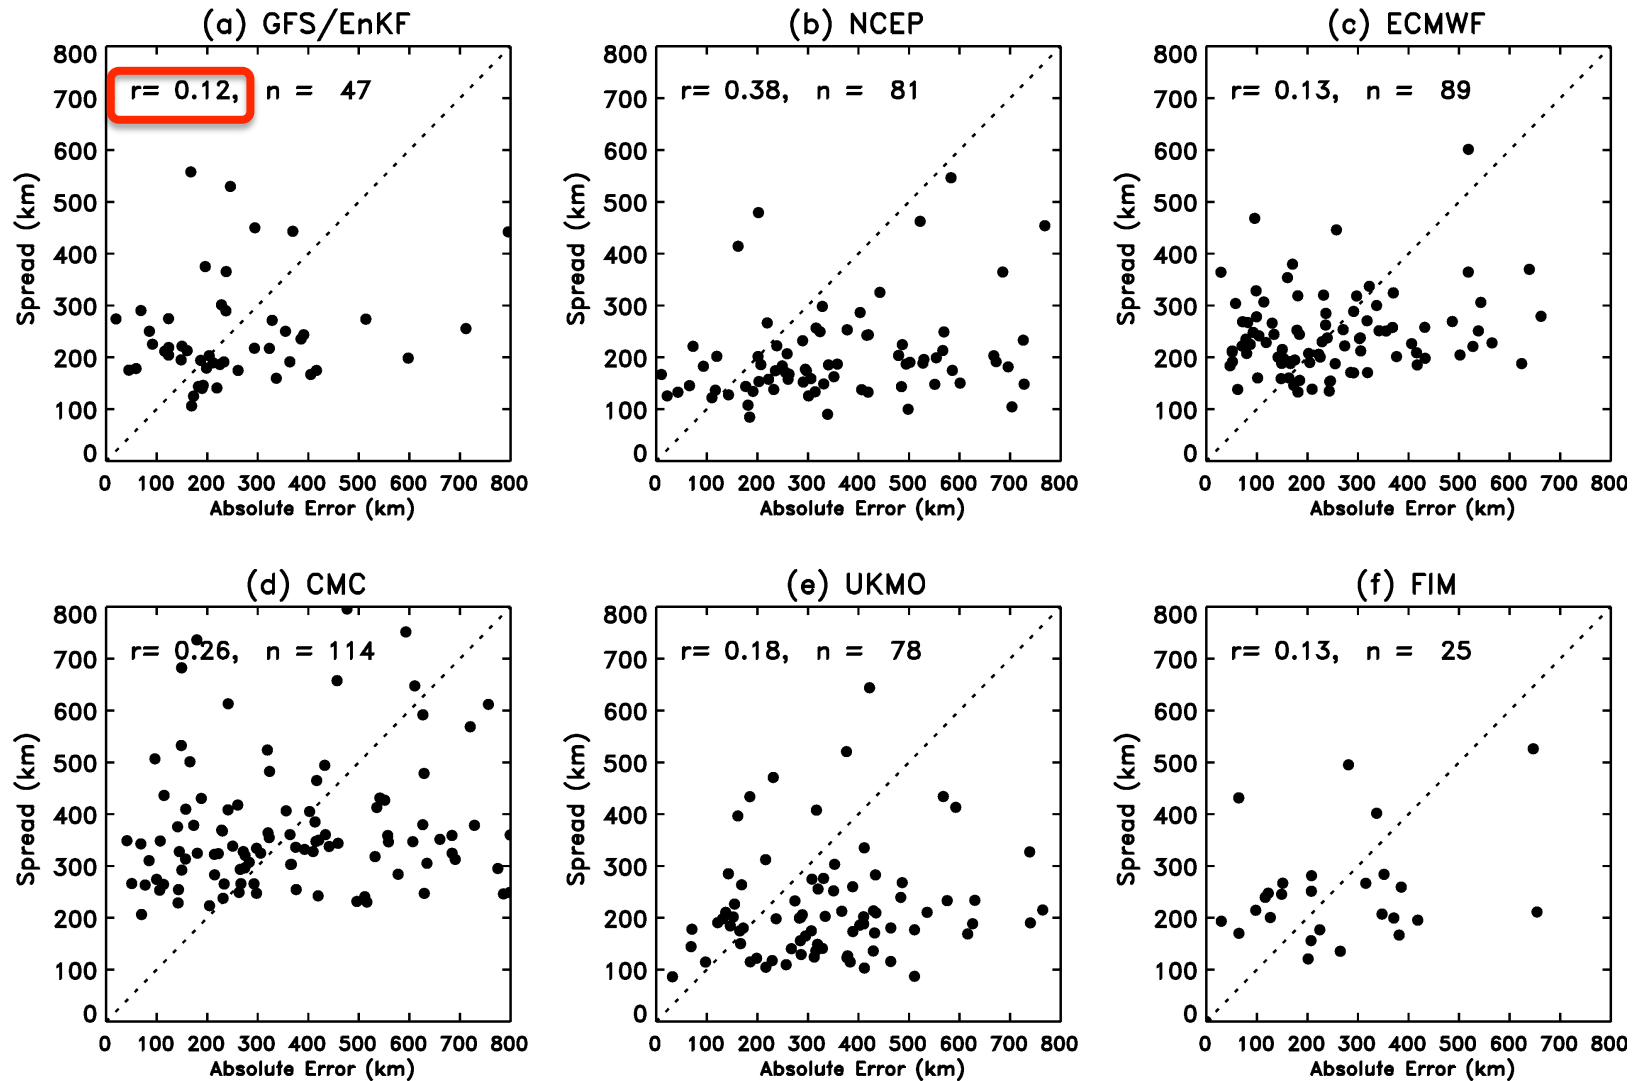 (a) GFS/EnKF
r= 0.12, n = 47
800
700
600
500
400
300
200
100
0
Spread (km)
0 100 200 300 400 500 600 700 800
Absolute Error (km)
(b) NCEP
r= 0.38, n = 81
800
700
600
500
400
300
200
100
0
Spread (km)
0 100 200 300 400 500 600 700 800
Absolute Error (km)
(c) ECMWF
r= 0.13, n = 89
800
700
600
500
400
300
200
100
0
Spread (km)
0 100 200 300 400 500 600 700 800
Absolute Error (km)
(d) CMC
r= 0.26, n = 114
800
700
600
500
400
300
200
100
0
Spread (km)
0 100 200 300 400 500 600 700 800
Absolute Error (km)
(e) UKMO
r= 0.18, n = 78
800
700
600
500
400
300
200
100
0
Spread (km)
0 100 200 300 400 500 600 700 800
Absolute Error (km)
(f) FIM
r= 0.13, n = 25
800
700
600
500
400
300
200
100
0
Spread (km)
0 100 200 300 400 500 600 700 800
Absolute Error (km)